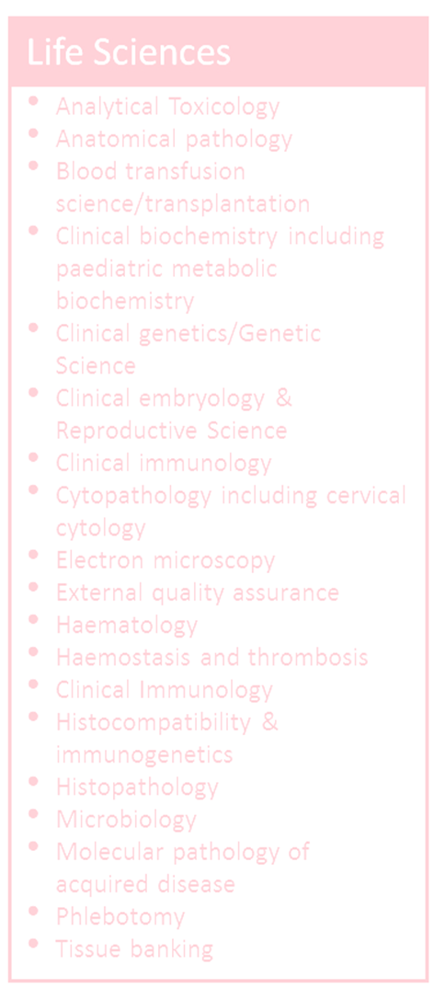 Life Sciences
• Analytical Toxicology
• Anatomical pathology
• Blood transfusion
science/transplantation
• Clinical biochemistry including
paediatric metabolic
biochemistry
• Clinical genetics/Genetic
Science
• Clinical embryology &
Reproductive Science
• Clinical immunology
• Cytopathology including cervical
cytology
• Electron microscopy
• External quality assurance
• Haematology
• Haemostasis and thrombosis
• Clinical Immunology
• Histocompatibility &
immunogenetics
• Histopathology
• Microbiology
• Molecular pathology of
acquired disease
• Phlebotomy
• Tissue banking